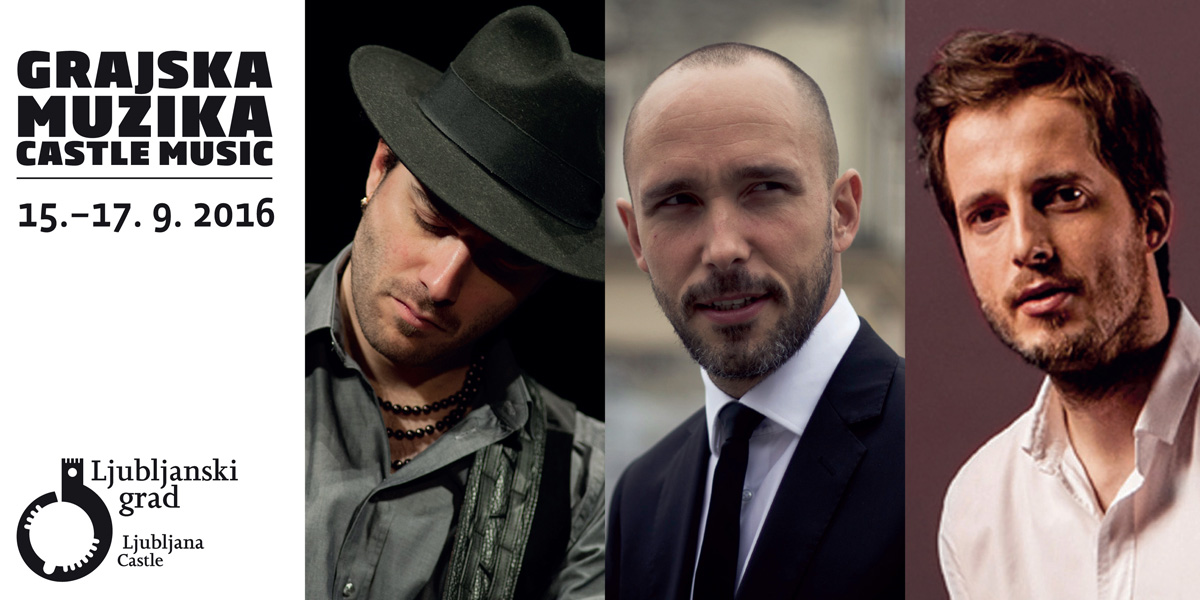 GRAJSKA
MUZIKA
CASTLE MUSIC
15.–17. 9. 2016
Ljubljanski
grad
Ljubljana
Castle